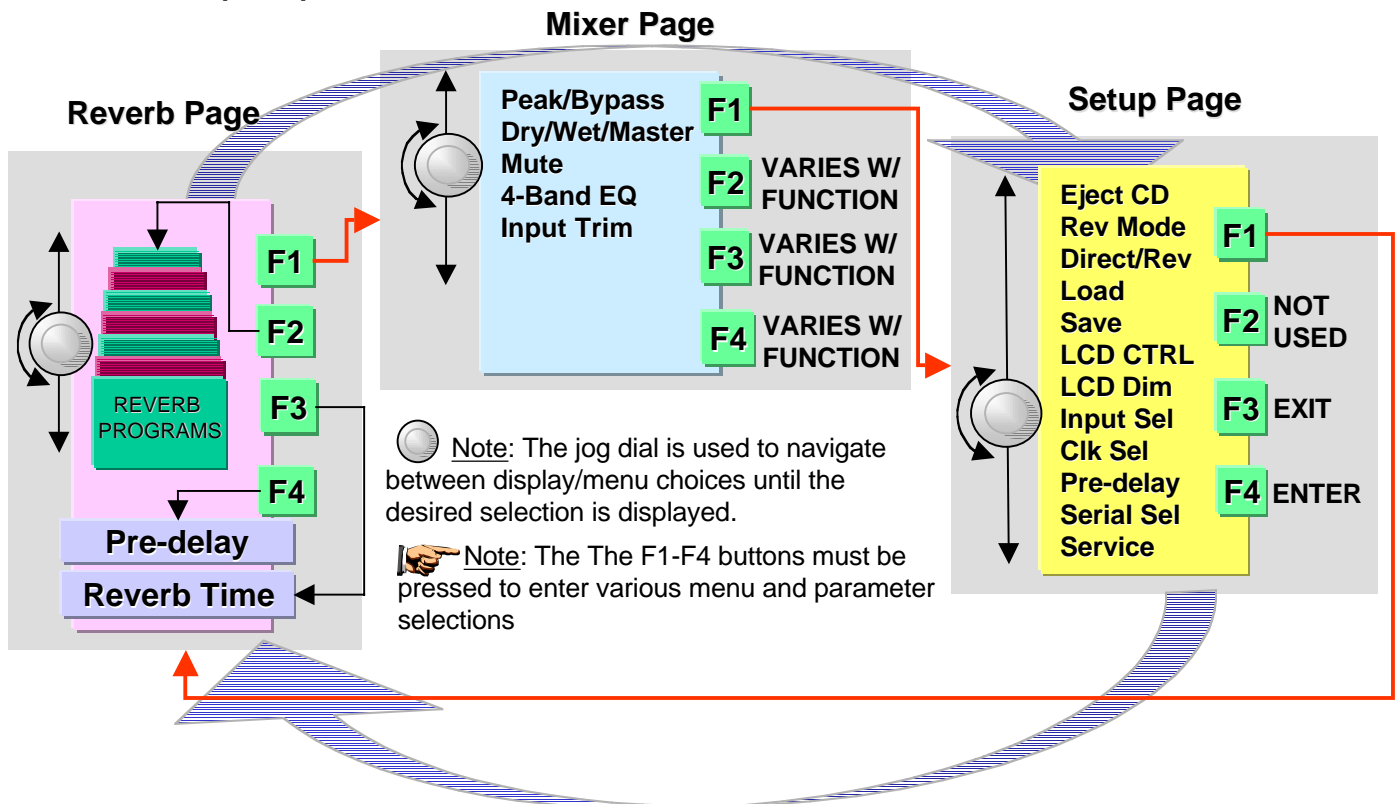 Mixer Page
Reverb Page
Setup Page
Peak/Bypass
Dry/Wet/Master
Mute
4-Band EQ
Input Trim
F1
F2
VARIES W/
FUNCTION
F3
VARIES W/
FUNCTION
F4
VARIES W/
FUNCTION
F1
F2
F3
F4
REVERB
PROGRAMS
Pre-delay
Reverb Time
Eject CD
Rev Mode
Direct/Rev
Load
Save
LCD CTRL
LCD Dim
Input Sel
Clk Sel
Pre-delay
Serial Sel
Service
F1
F2
NOT
USED
F3
EXIT
F4
ENTER
Note: The jog dial is used to navigate
between display/menu choices until the
desired selection is displayed.
Note: The The F1-F4 buttons must be
pressed to enter various menu and parameter
selections